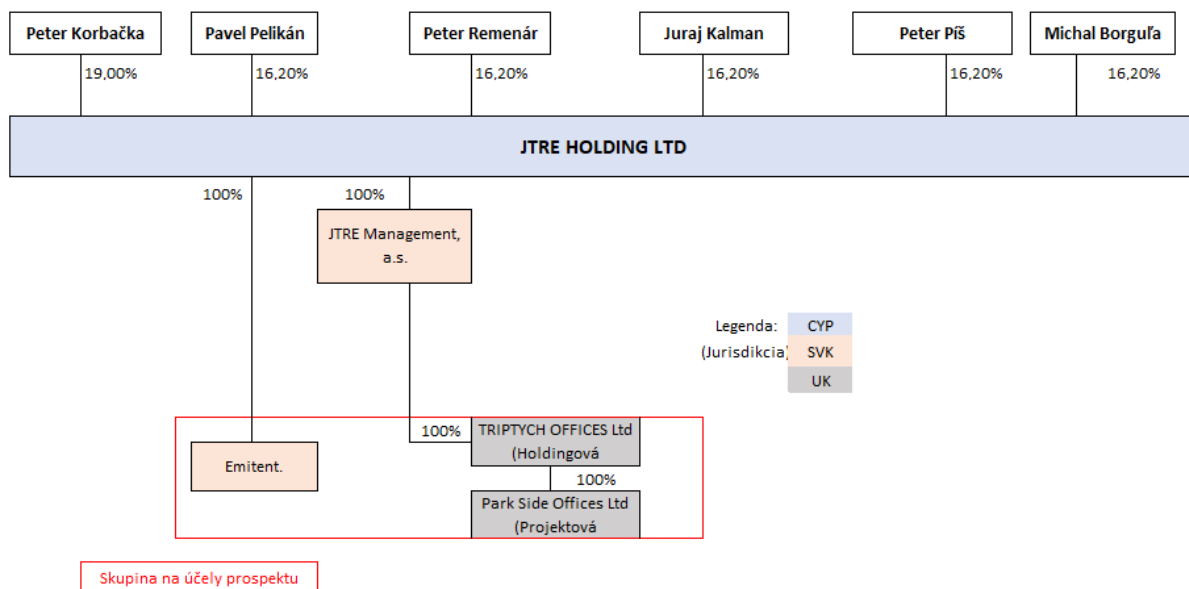 Peter Korbačka
Pavel Pelikán
Peter Remenár
Juraj Kalman
Peter Píš
Michal Borguľa
19,00%
16,20%
16,20%
16,20%
16,20%
16,20%
JTRE HOLDING LTD
100%
100%
JTRE Management,
a.s.
Legenda:
CYP
(Jurisdikcia)
SVK
UK
100%
TRIPTYCH OFFICES Ltd
(Holdingová
Emitent.
100%
Park Side Offices Ltd
(Projektová
Skupina na účely prospektu